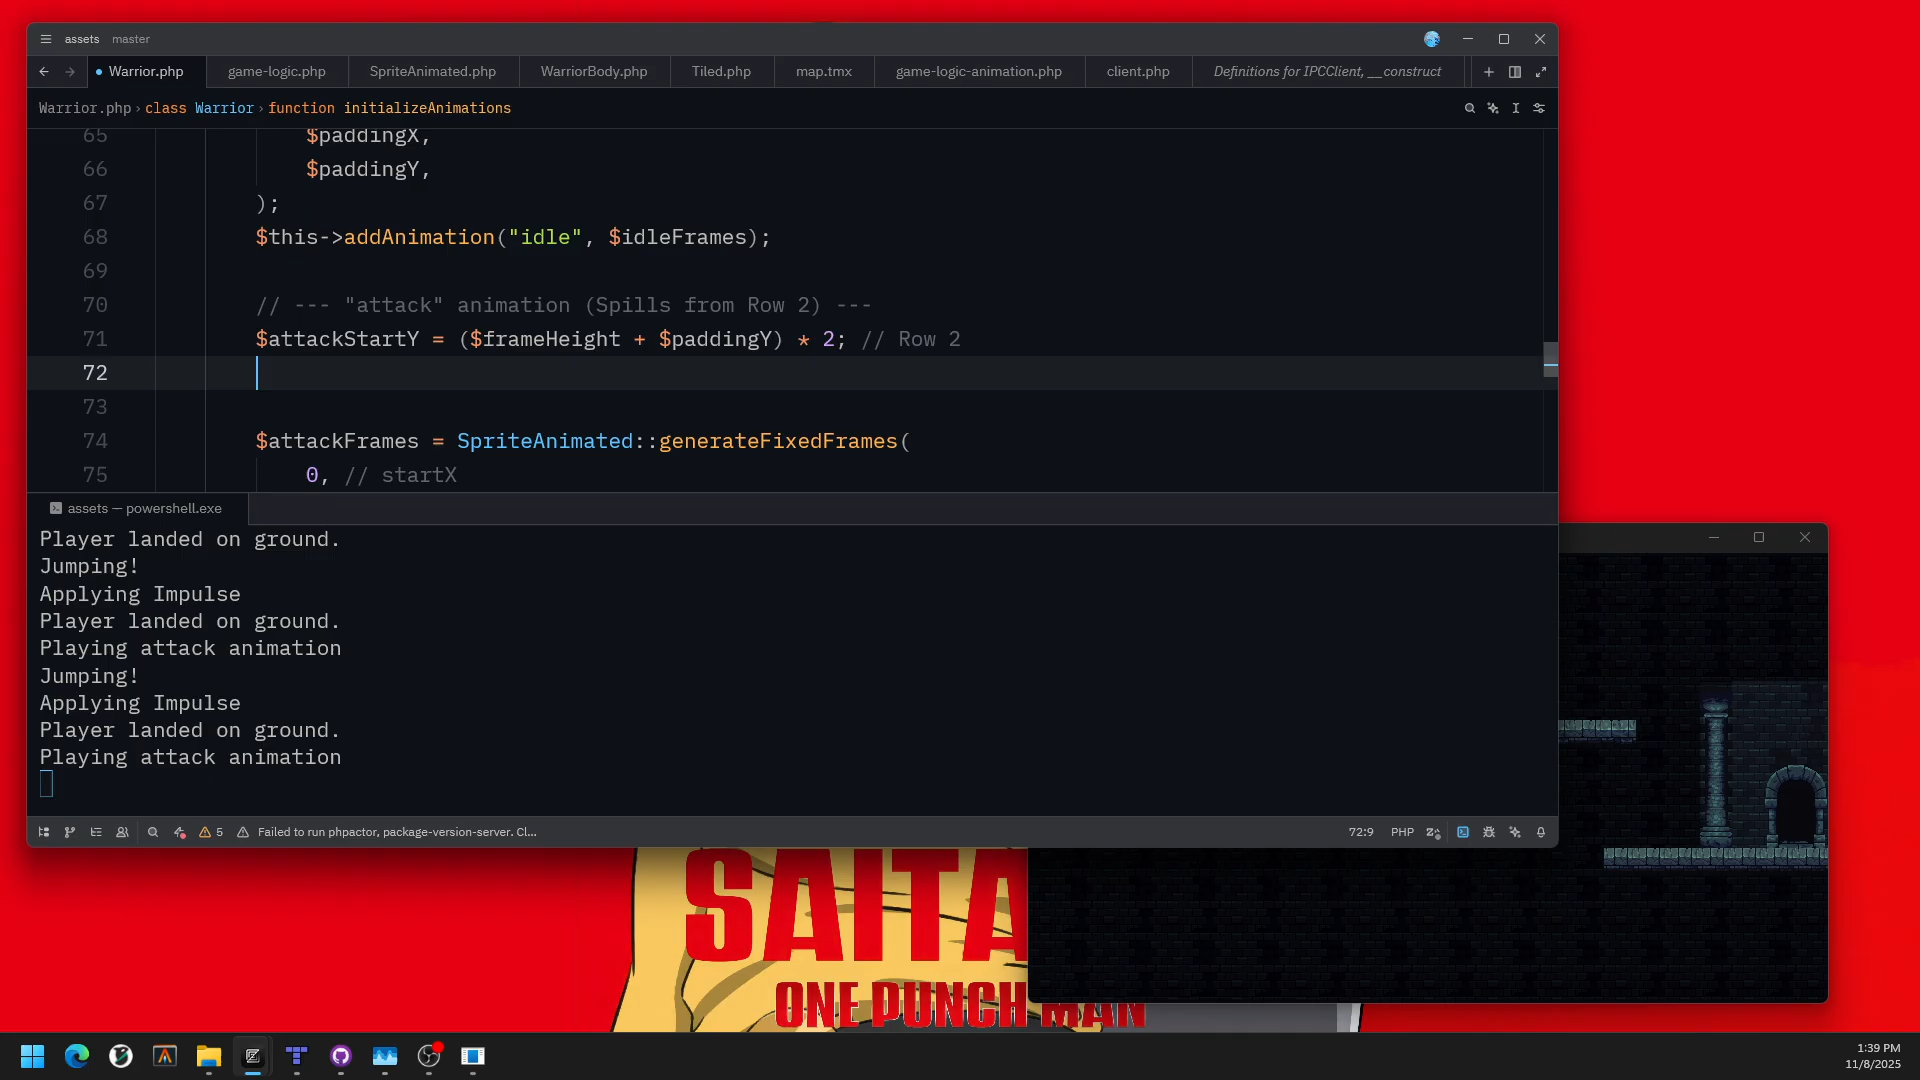 assets master
Warrior.php game-logic.php SpriteAnimated.php WarriorBody.php Tiled.php map.tmx game-logic-animation.php client.php Definitions for IPCClient, __construct
Warrior.php › class Warrior › function initializeAnimations
65 $paddingX,
66 $paddingY,
67 );
68 $this->addAnimation("idle", $idleFrames);
69
70 // --- "attack" animation (Spills from Row 2) ---
71 $attackStartY = ($frameHeight + $paddingY) * 2; // Row 2
72
73
74 $attackFrames = SpriteAnimated::generateFixedFrames(
75 0, // startX
assets — powershell.exe
Player landed on ground.
Jumping!
Applying Impulse
Player landed on ground.
Playing attack animation
Jumping!
Applying Impulse
Player landed on ground.
Playing attack animation
5 Failed to run phpactor, package-version-server. Cl... 72:9 PHP
SAITA
ONE PUNCH MAN
1:39 PM
11/8/2025